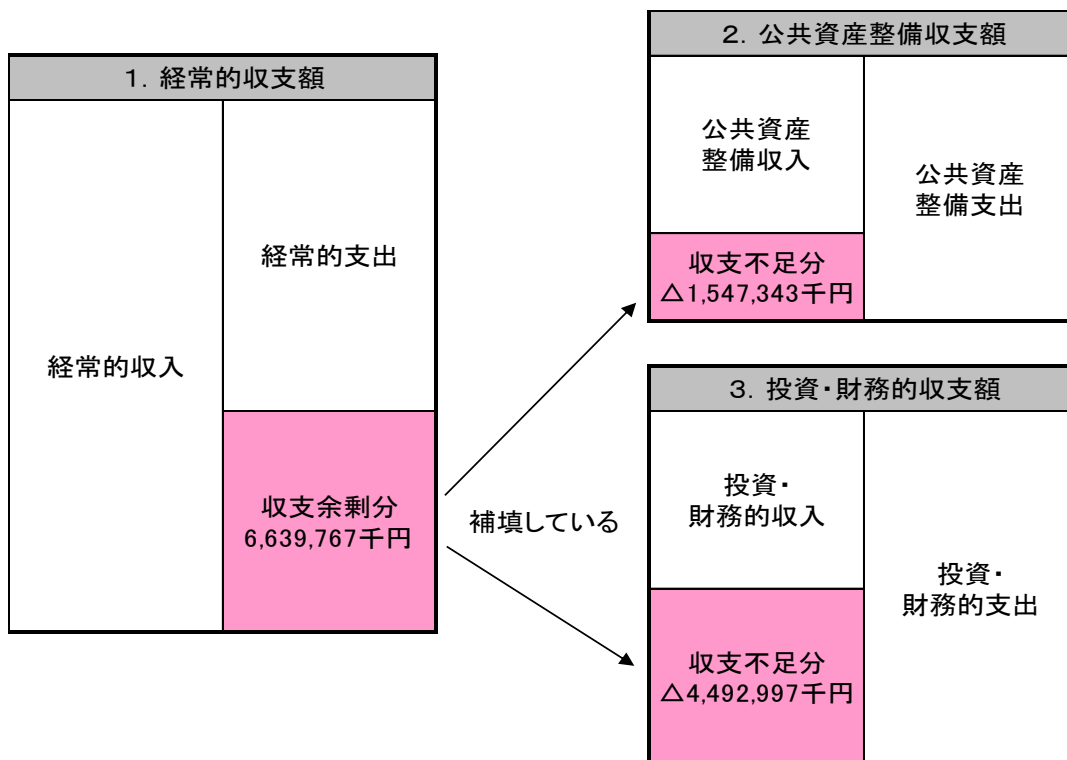 1．経常的収支額
経常的収入
経常的支出
収支余剰分
6,639,767千円
補填している
2．公共資産整備収支額
公共資産
整備収入
収支不足分
△1,547,343千円
公共資産
整備支出
3．投資・財務的収支額
投資・
財務的収入
収支不足分
△4,492,997千円
投資・
財務的支出